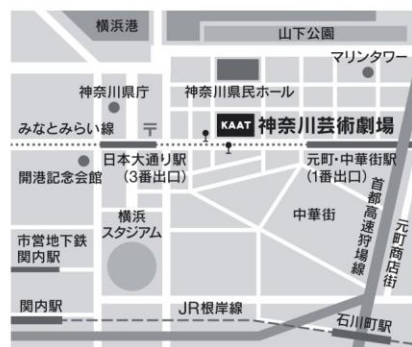 横浜港
山下公園
マリンタワー
神奈川県庁
神奈川県民ホール
みなとみらい線
〒
KAAT 神奈川芸術劇場
開港記念会館
日本大通り駅
(3番出口)
元町・中華街駅
(1番出口)
横浜
スタジアム
中華街
首都高速狩場線
元町商店街
市営地下鉄
関内駅
関内駅
JR根岸線
石川町駅